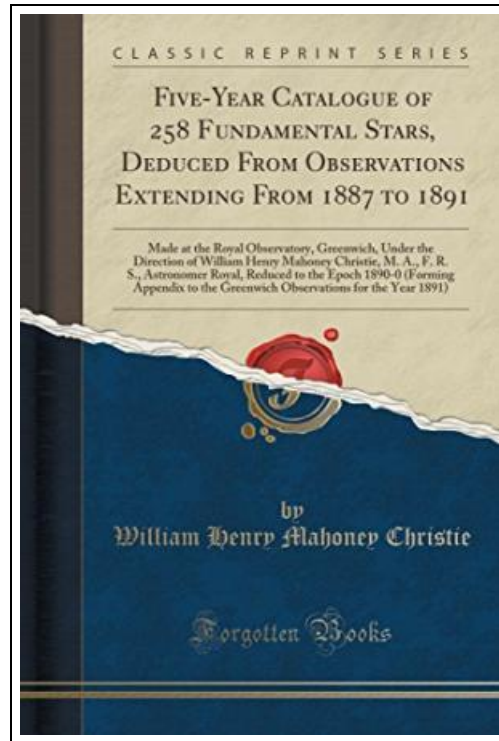 CLASSIC REPRINT SERIES
FIVE-YEAR CATALOGUE OF
258 FUNDAMENTAL STARS,
DEDUCED FROM OBSERVATIONS
EXTENDING FROM 1887 TO 1891
Made at the Royal Observatory, Greenwich, Under the
Direction of William Henry Mahoney Christie, M. A., F. R.
S., Astronomer Royal, Reduced to the Epoch 1890-0 (Forming
Appendix to the Greenwich Observations for the Year 1891)
by
William Henry Mahoney Christie
Forgotten Books